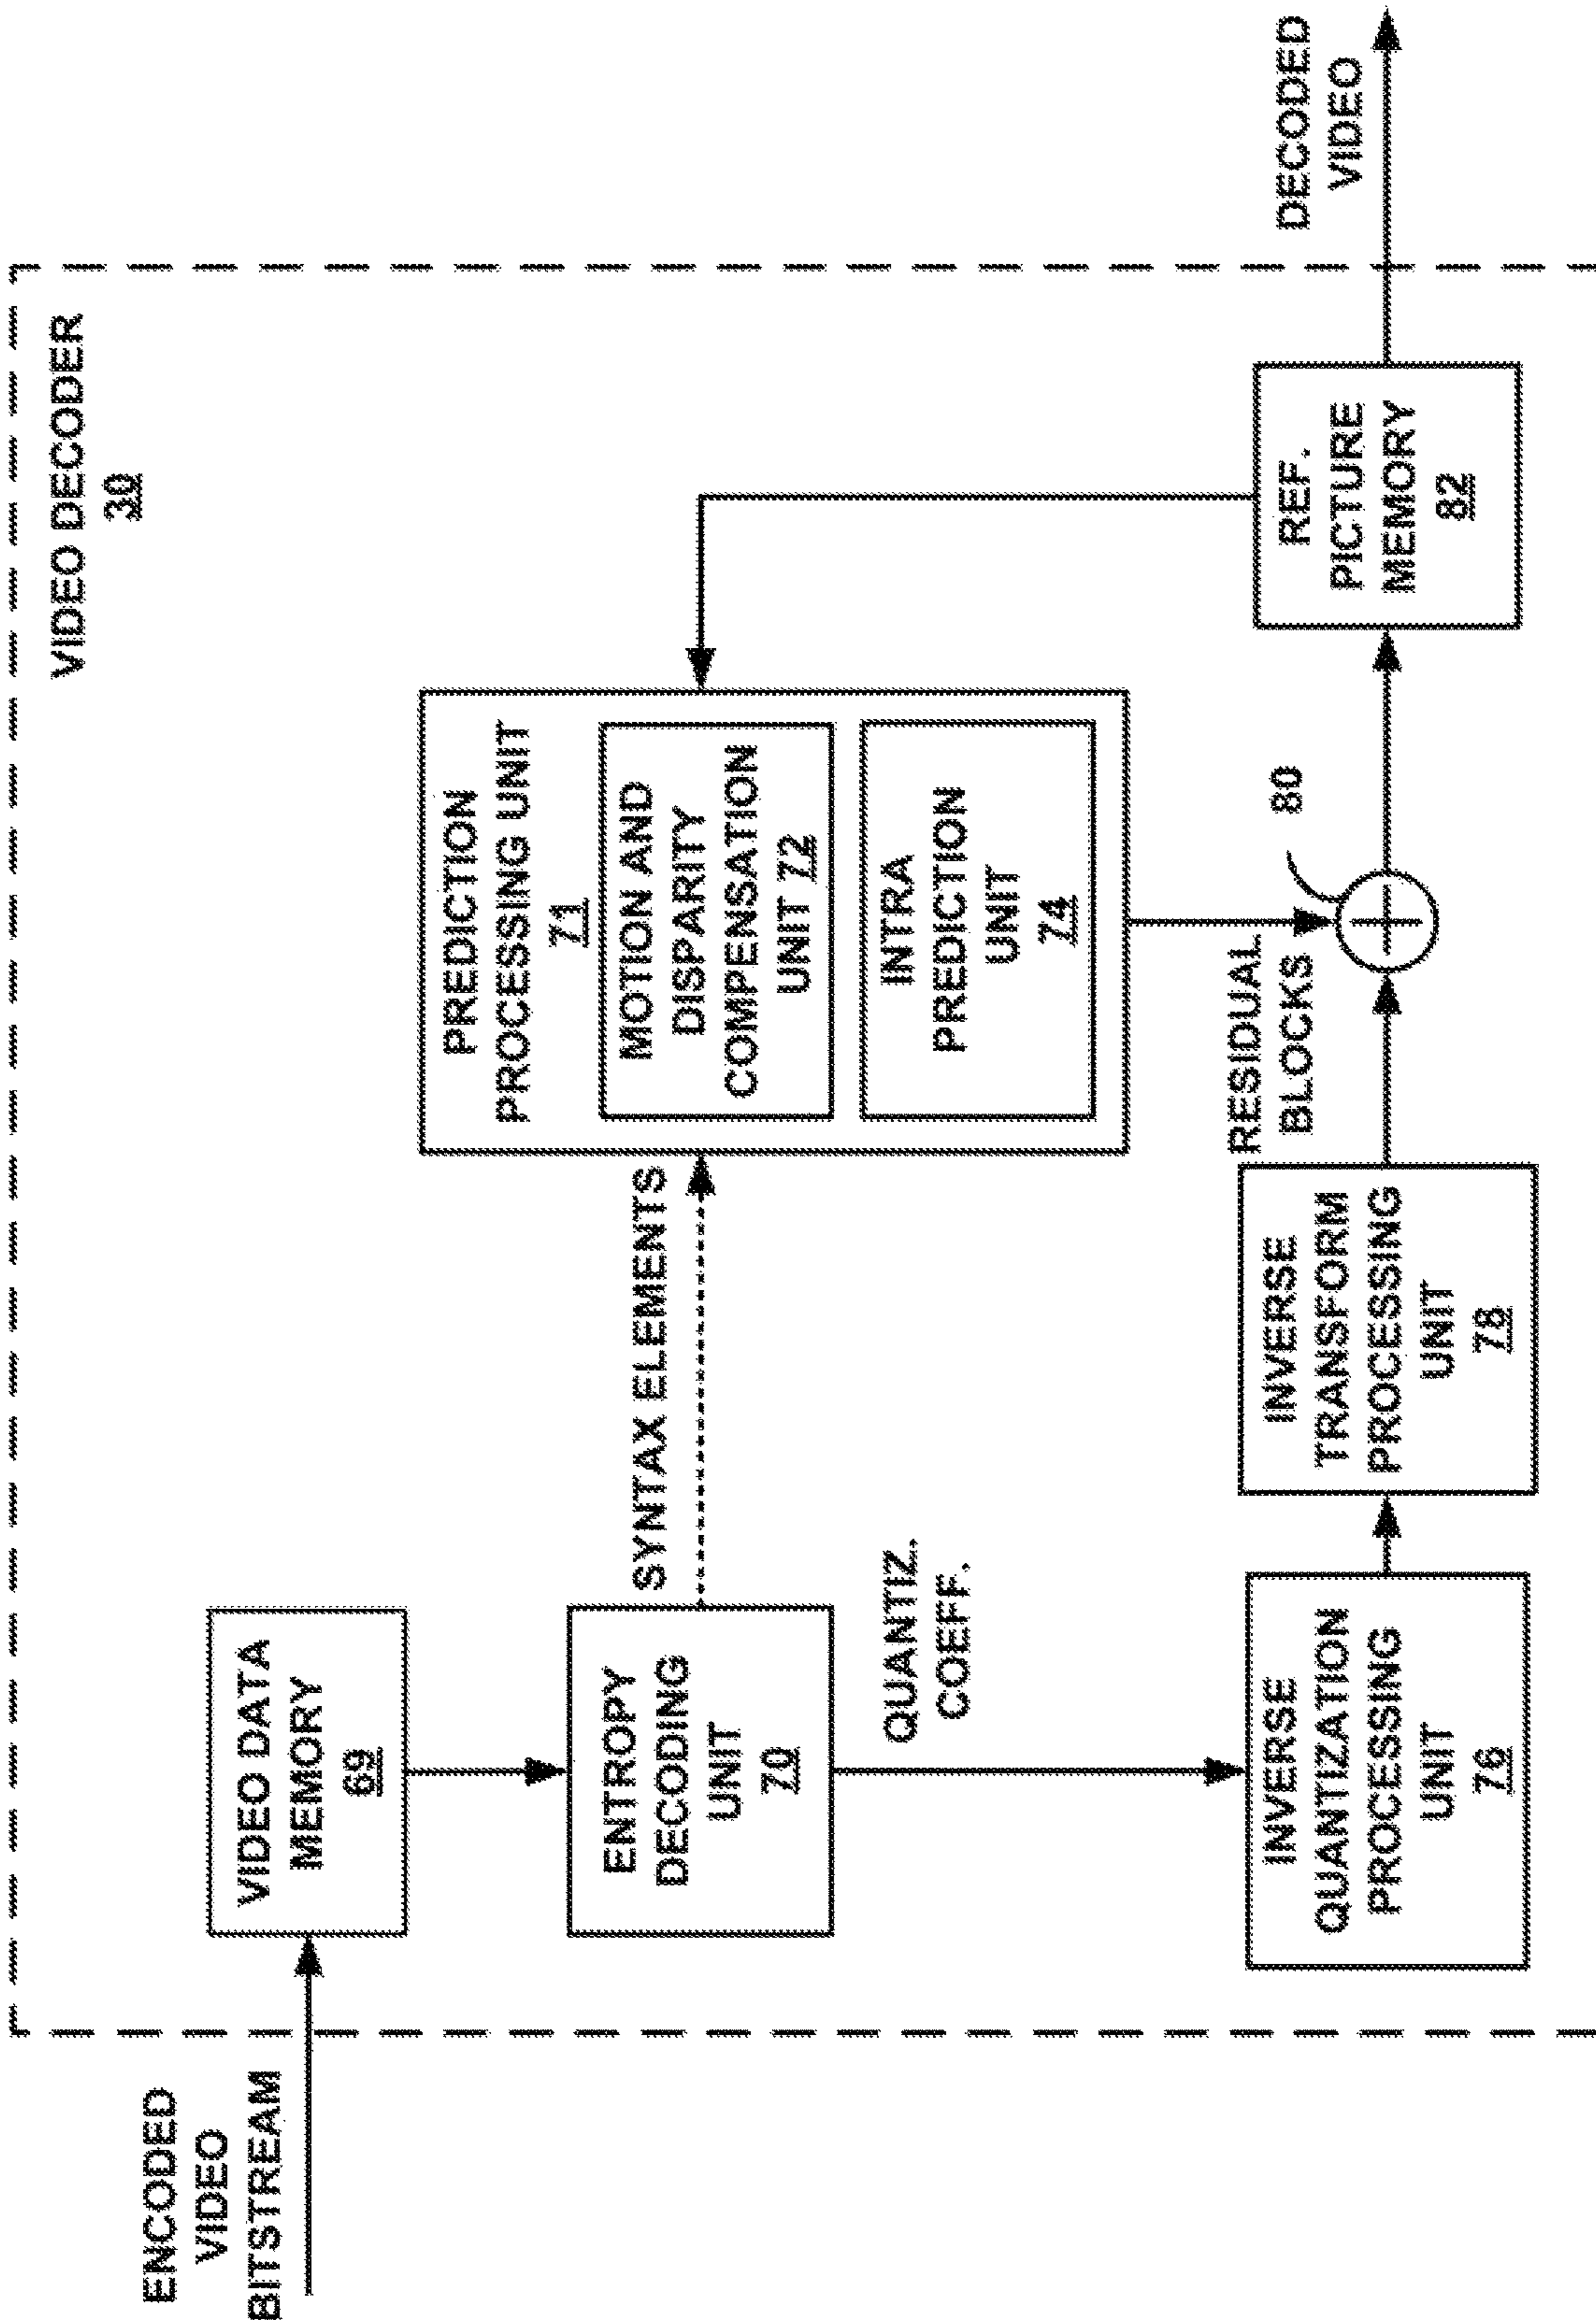 ENCODED
VIDEO
BITSTREAM
VIDEO DECODER
30
VIDEO DATA
MEMORY
69
ENTROPY
DECODING
UNIT
70
SYNTAX ELEMENTS
PREDICTION
PROCESSING UNIT
71
MOTION AND
DISPARITY
COMPENSATION
UNIT 72
INTRA
PREDICTION
UNIT
74
QUANTIZ.
COEFF.
INVERSE
QUANTIZATION
PROCESSING
UNIT
76
INVERSE
TRANSFORM
PROCESSING
UNIT
78
RESIDUAL
BLOCKS
80
REF.
PICTURE
MEMORY
82
DECODED
VIDEO